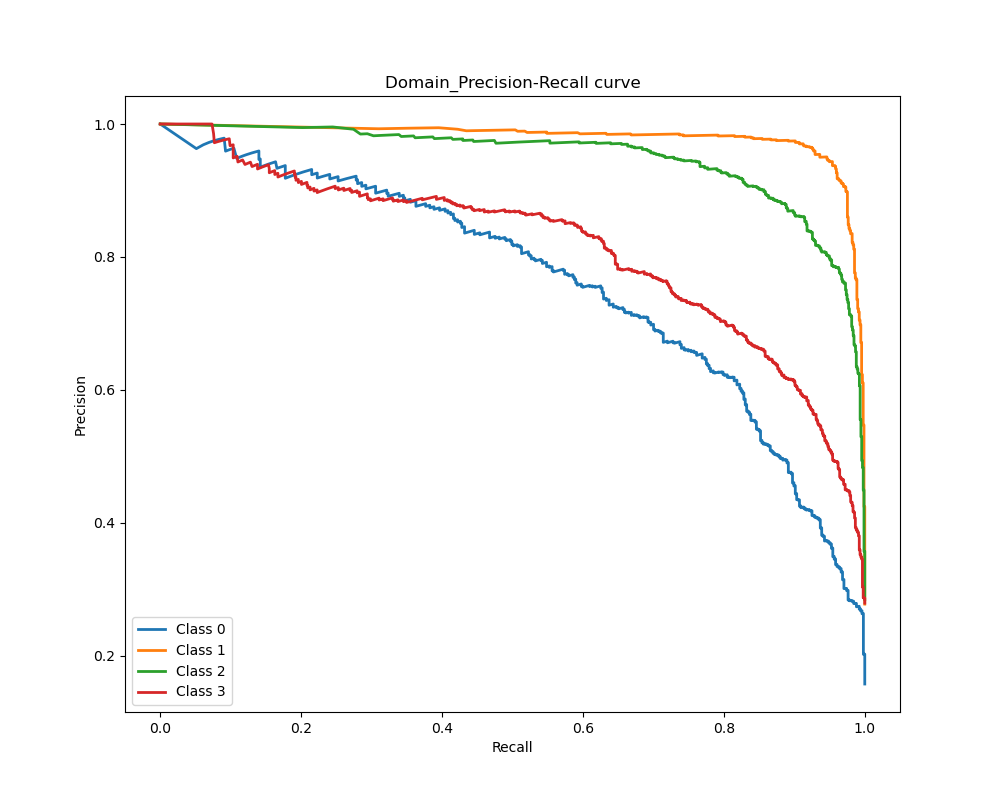 Domain_Precision-Recall curve
1.0
0.8
0.6
0.4
0.2
Precision
Class 0
Class 1
Class 2
Class 3
0.0 0.2 0.4 0.6 0.8 1.0
Recall